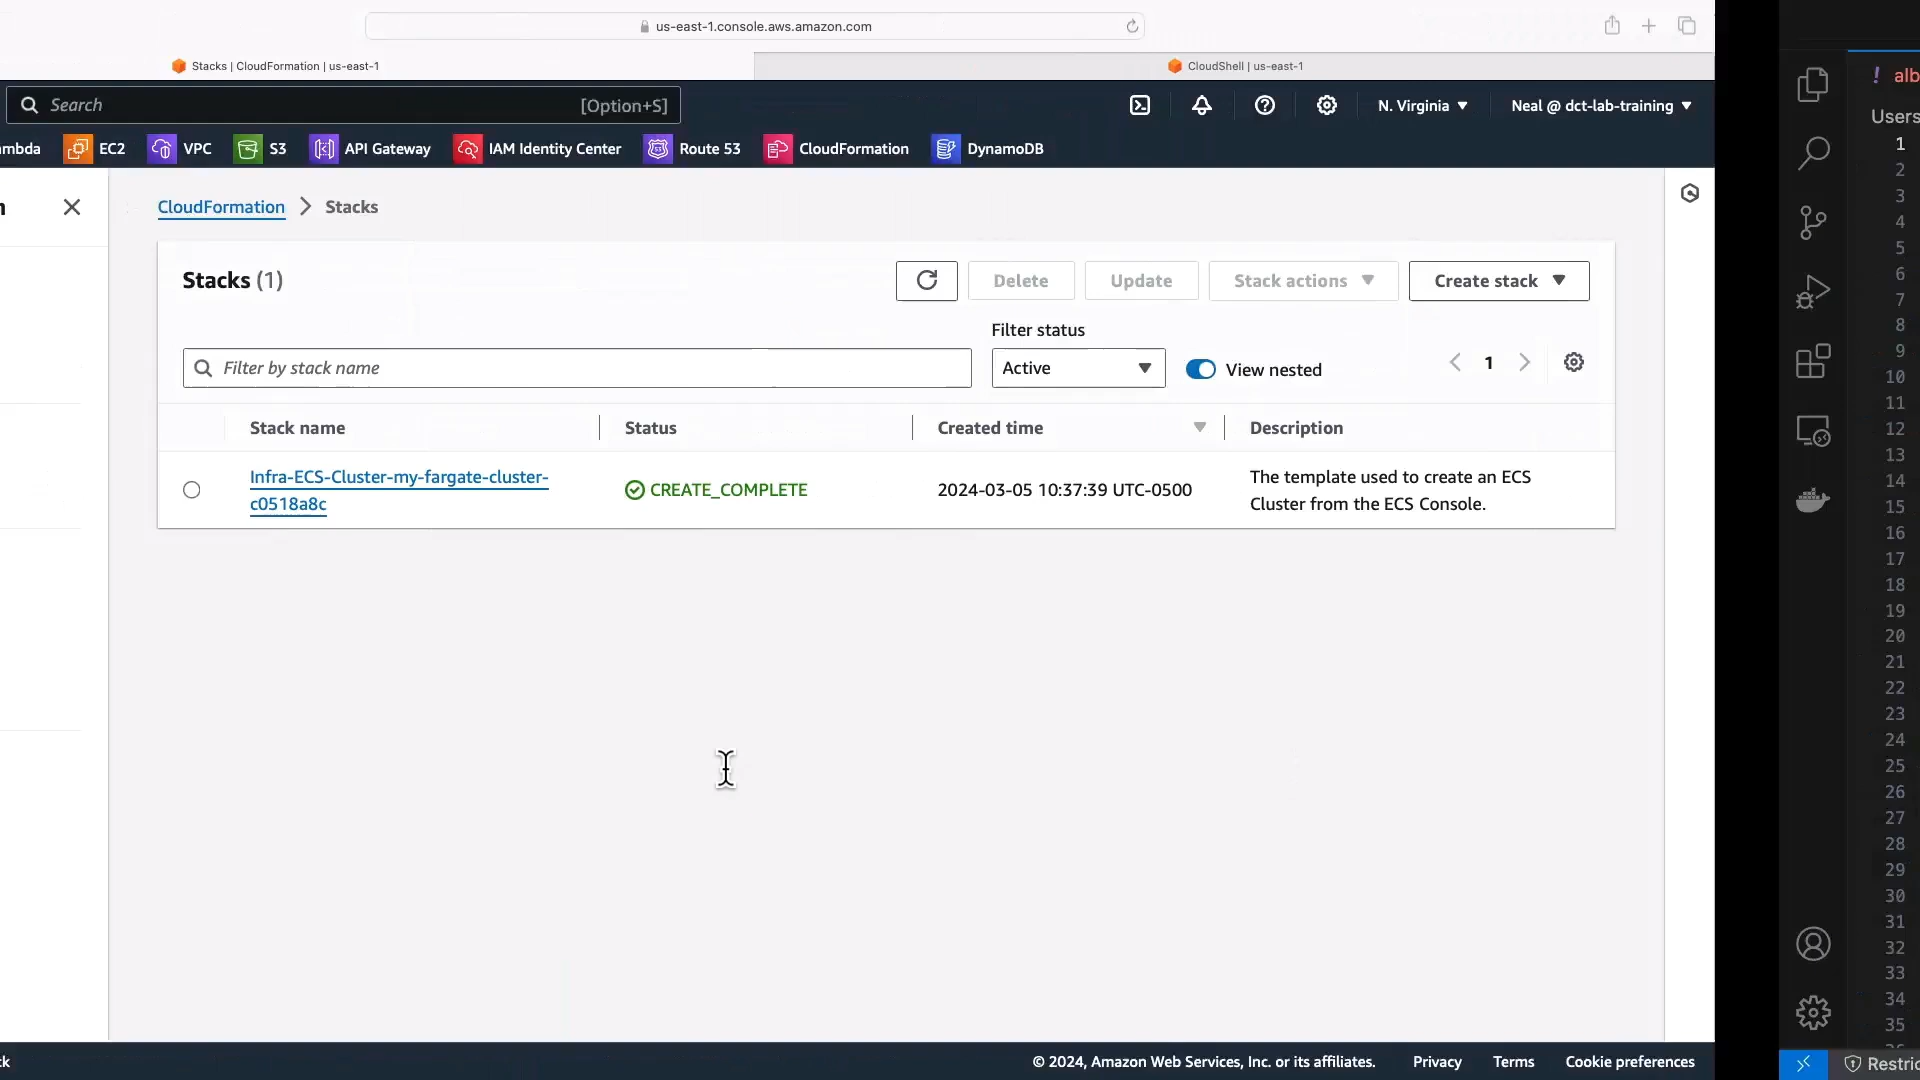 us-east-1.console.aws.amazon.com
Stacks | CloudFormation | us-east-1
CloudShell | us-east-1
Search
[Option+S]
N. Virginia
Neal @ dct-lab-training
mbda
EC2
VPC
S3
API Gateway
IAM Identity Center
Route 53
CloudFormation
DynamoDB
CloudFormation
Stacks
Stacks (1)
Delete
Update
Stack actions
Create stack
Filter status
Filter by stack name
Active
View nested
1
Stack name
Status
Created time
Description
Infra-ECS-Cluster-my-fargate-cluster-
c0518a8c
CREATE_COMPLETE
2024-03-05 10:37:39 UTC-0500
The template used to create an ECS
Cluster from the ECS Console.
© 2024, Amazon Web Services, Inc. or its affiliates.
Privacy
Terms
Cookie preferences
! alb
Users
1
2
3
4
5
6
7
8
9
10
11
12
13
14
15
16
17
18
19
20
21
22
23
24
25
26
27
28
29
30
31
32
33
34
35
Restric